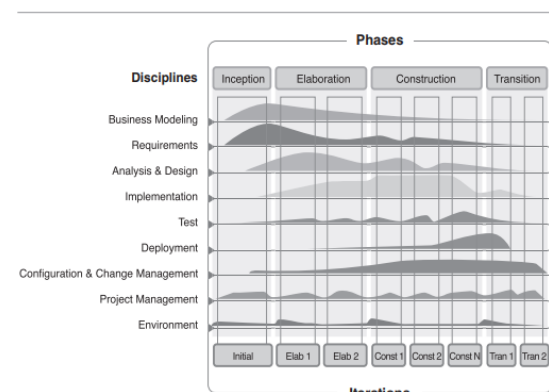 Phases
Disciplines Inception Elaboration Construction Transition
Business Modeling
Requirements
Analysis & Design
Implementation
Test
Deployment
Configuration & Change Management
Project Management
Environment
Initial Elab 1 Elab 2 Const 1 Const 2 Const N Tran 1 Tran 2
Iterations